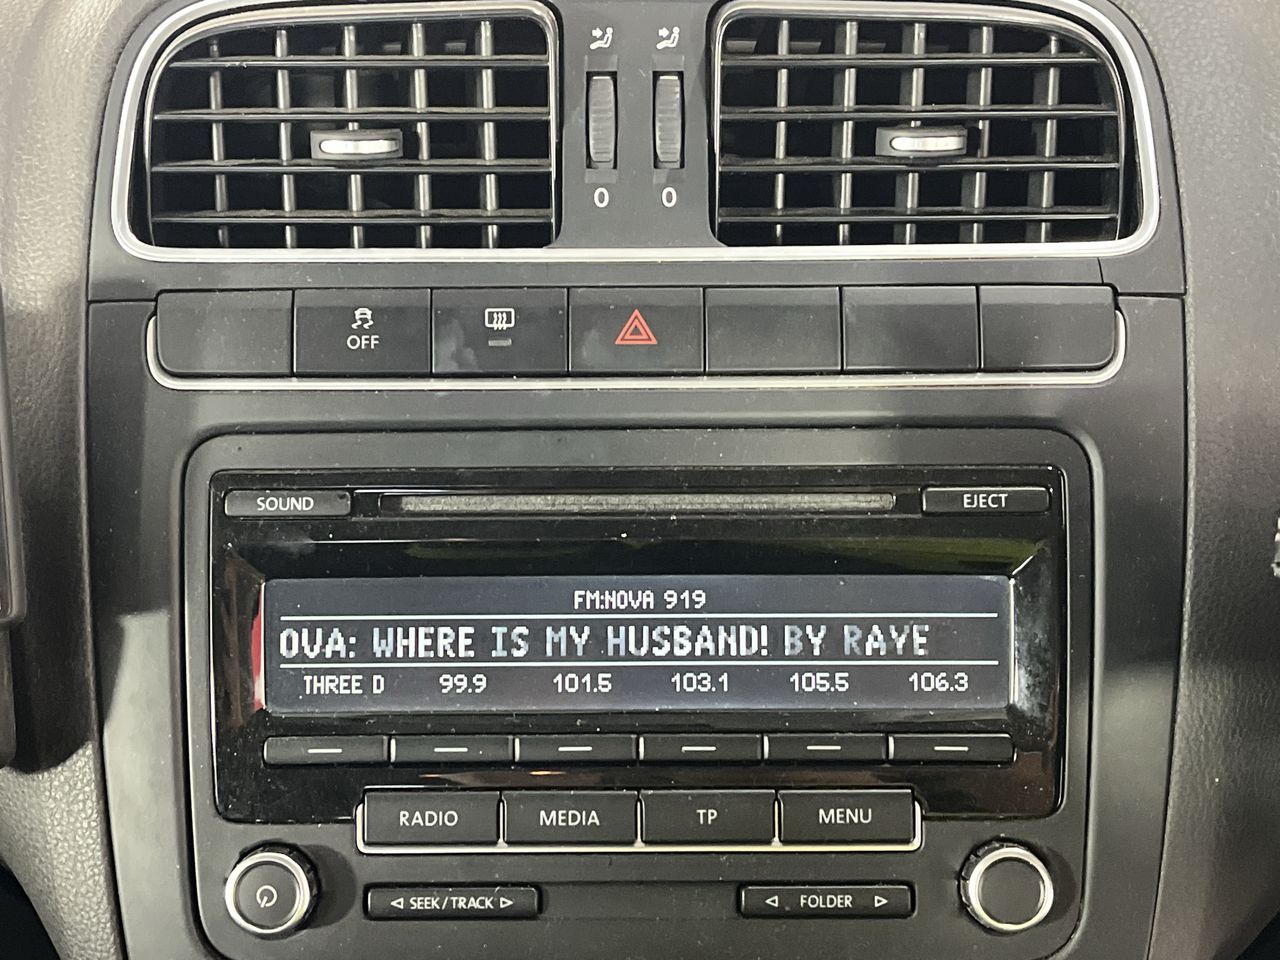 0 0
OFF
SOUND EJECT
FM:NOVA 919
OVA: WHERE IS MY HUSBAND! BY RAYE
THREE D 99.9 101.5 103.1 105.5 106.3
RADIO MEDIA TP MENU
SEEK/TRACK FOLDER